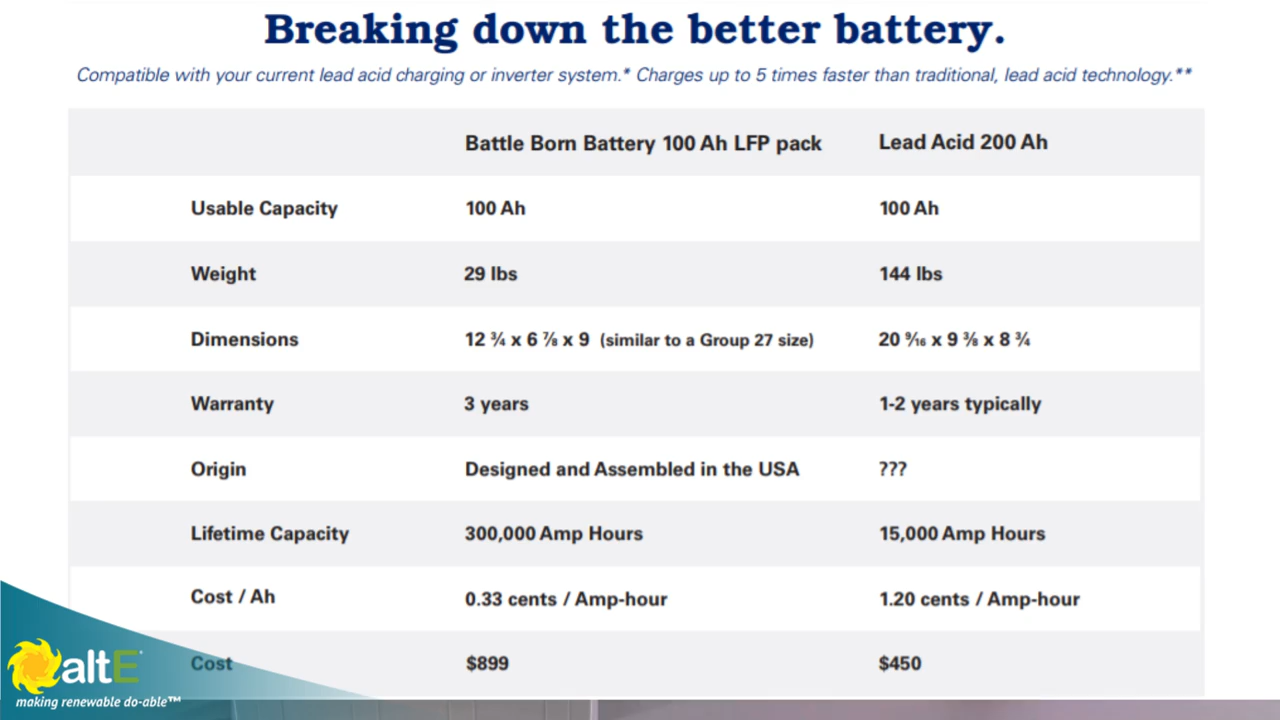 Breaking down the better battery.
Compatible with your current lead acid charging or inverter system.* Charges up to 5 times faster than traditional, lead acid technology.**
Battle Born Battery 100 Ah LFP pack Lead Acid 200 Ah
Usable Capacity 100 Ah 100 Ah
Weight 29 lbs 144 lbs
Dimensions 12 ¾ x 6 ⅞ x 9 (similar to a Group 27 size) 20 9⁄16 x 9 ⅜ x 8 ¾
Warranty 3 years 1-2 years typically
Origin Designed and Assembled in the USA ???
Lifetime Capacity 300,000 Amp Hours 15,000 Amp Hours
Cost / Ah 0.33 cents / Amp-hour 1.20 cents / Amp-hour
Cost $899 $450
altE
making renewable do-able™